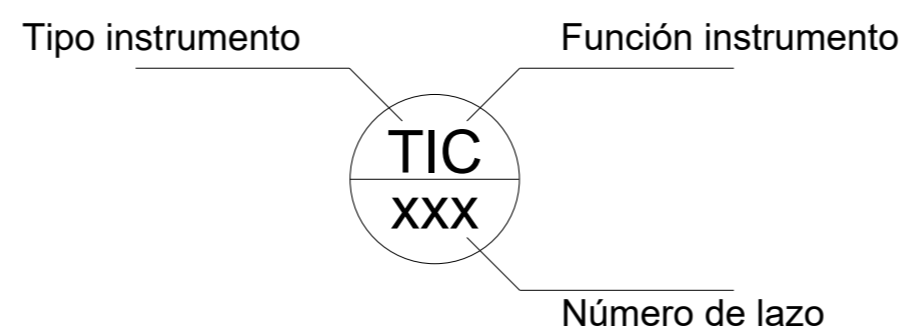 Tipo instrumento
Función instrumento
TIC
xxx
Número de lazo